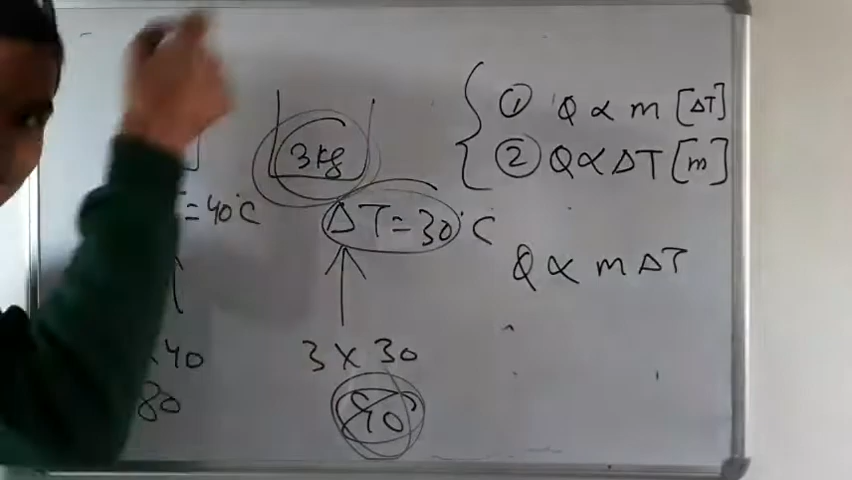 3 kg
① Q ∝ m [ΔT]
② Q ∝ ΔT [m]
= 40°C
ΔT = 30°C
Q ∝ m ΔT
40
3 x 30
80
90